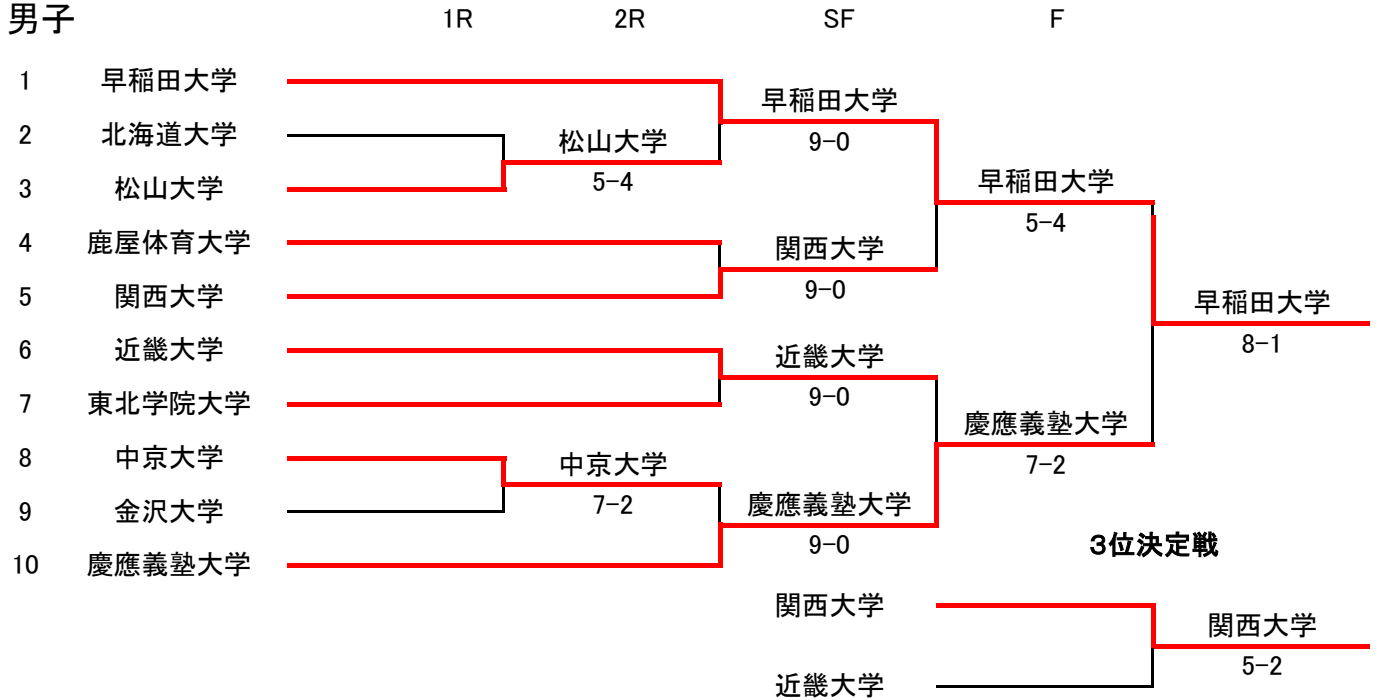 男子 1R 2R SF F
1 早稲田大学
早稲田大学
2 北海道大学 松山大学 9-0
3 松山大学 5-4 早稲田大学
4 鹿屋体育大学 関西大学 5-4
5 関西大学 9-0 早稲田大学
6 近畿大学 近畿大学 8-1
7 東北学院大学 9-0
慶應義塾大学
8 中京大学 中京大学 7-2
9 金沢大学 7-2 慶應義塾大学
10 慶應義塾大学 9-0 3位決定戦
関西大学
関西大学
5-2
近畿大学